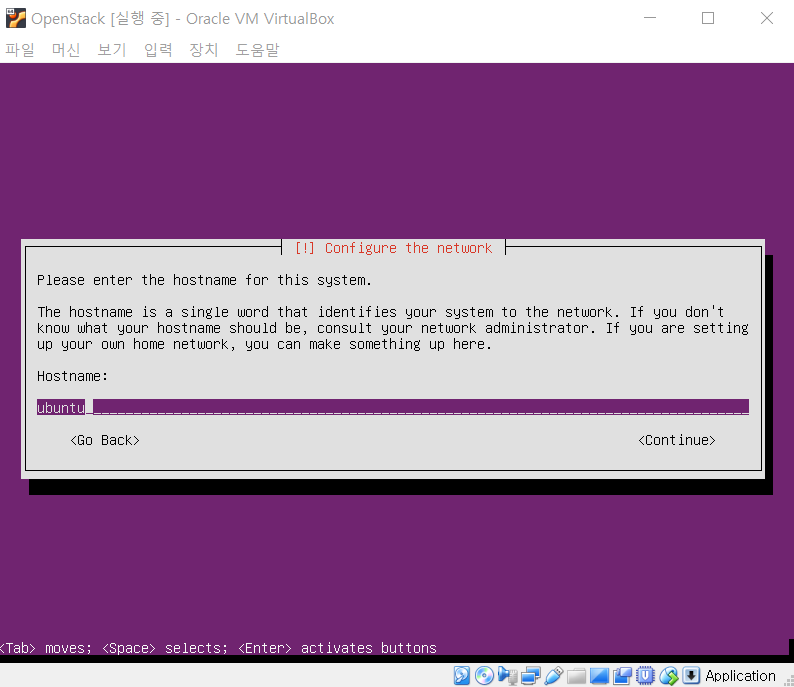 OpenStack [실행 중] - Oracle VM VirtualBox
파일 머신 보기 입력 장치 도움말
[!] Configure the network
Please enter the hostname for this system.
The hostname is a single word that identifies your system to the network. If you don't
know what your hostname should be, consult your network administrator. If you are setting
up your own home network, you can make something up here.
Hostname:
ubuntu
<Go Back> <Continue>
<Tab> moves; <Space> selects; <Enter> activates buttons
Application